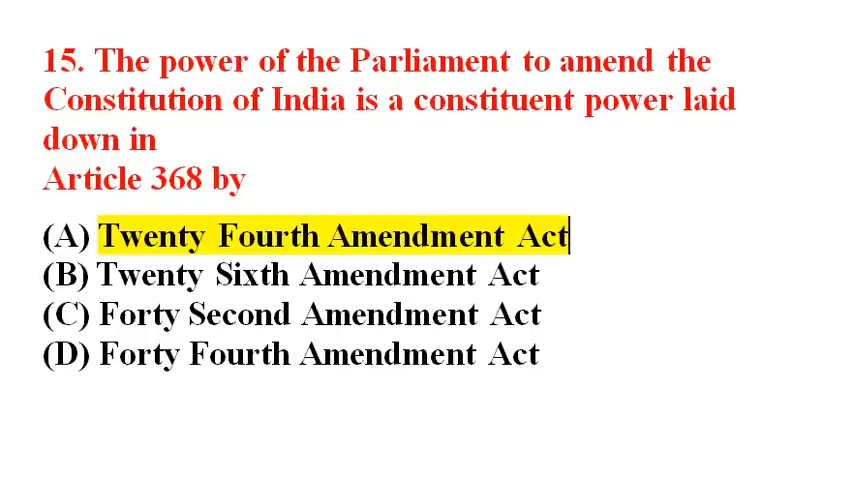 15. The power of the Parliament to amend the
Constitution of India is a constituent power laid
down in
Article 368 by
(A) Twenty Fourth Amendment Act
(B) Twenty Sixth Amendment Act
(C) Forty Second Amendment Act
(D) Forty Fourth Amendment Act